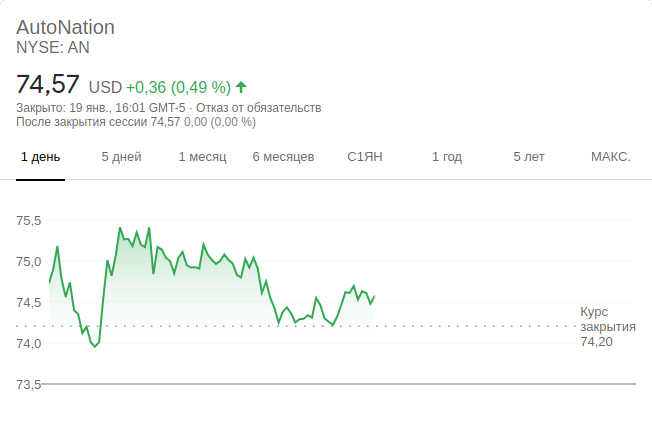 AutoNation
NYSE: AN
74,57 USD +0,36 (0,49 %)
Закрыто: 19 янв., 16:01 GMT-5 · Отказ от обязательств
После закрытия сессии 74,57 0,00 (0,00 %)
1 день 5 дней 1 месяц 6 месяцев С1ЯН 1 год 5 лет МАКС.
75,5
75,0
74,5
Курс
закрытия
74,20
74,0
73,5